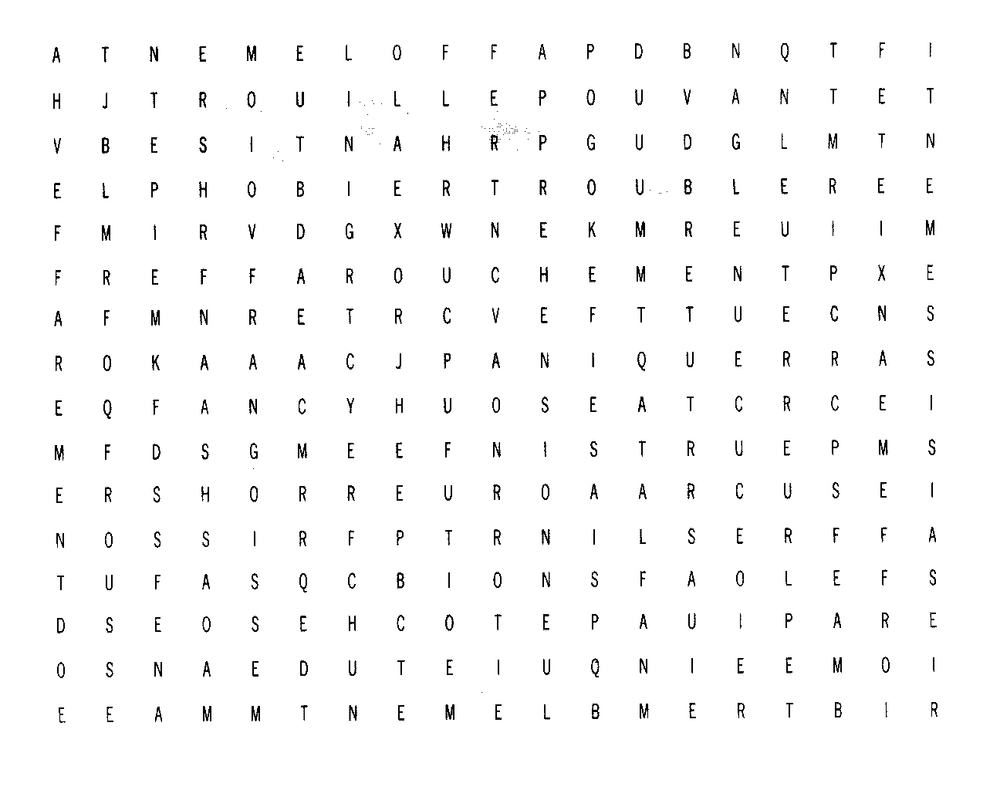 A T N E M E L O F F A P D B N Q T F I
H J T R O U I L L E P O U V A N T E T
V B E S I T N A H R P G U D G L M T N
E L P H O B I E R T R O U B L E R E E
F M I R V D G X W N E K M R E U I I M
F R E F F A R O U C H E M E N T P X E
A F M N R E T R C V E F T T U E C N S
R O K A A A C J P A N I Q U E R R A S
E Q F A N C Y H U O S E A T C R C E I
M F D S G M E E F N I S T R U E P M S
E R S H O R R E U R O A A R C U S E I
N O S S I R F P T R N I L S E R F F A
T U F A S Q C B I O N S F A O L E F S
D S E O S E H C O T E P A U I P A R E
O S N A E D U T E I U Q N I E E M O I
E E A M M T N E M E L B M E R T B I R